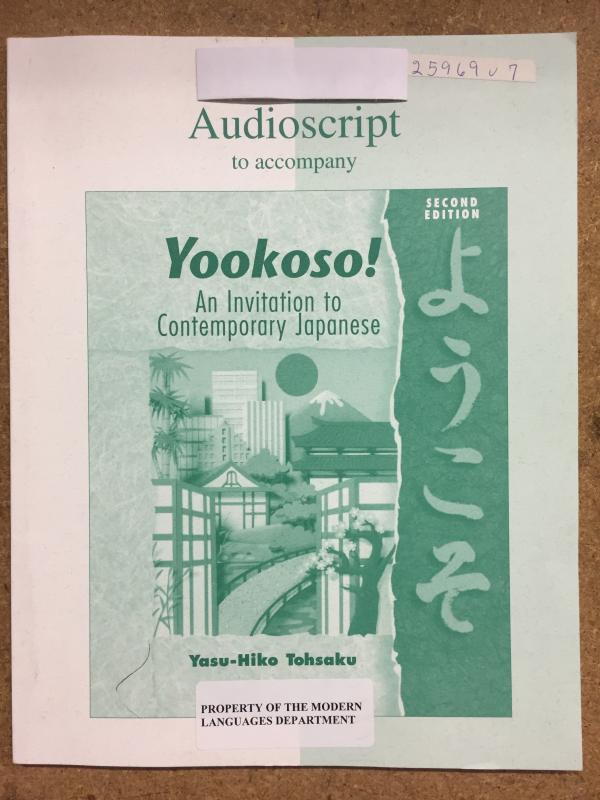 25969 v 7
Audioscript
to accompany
SECOND
EDITION
Yookoso!
An Invitation to
Contemporary Japanese
ようこそ
Yasu-Hiko Tohsaku
PROPERTY OF THE MODERN
LANGUAGES DEPARTMENT